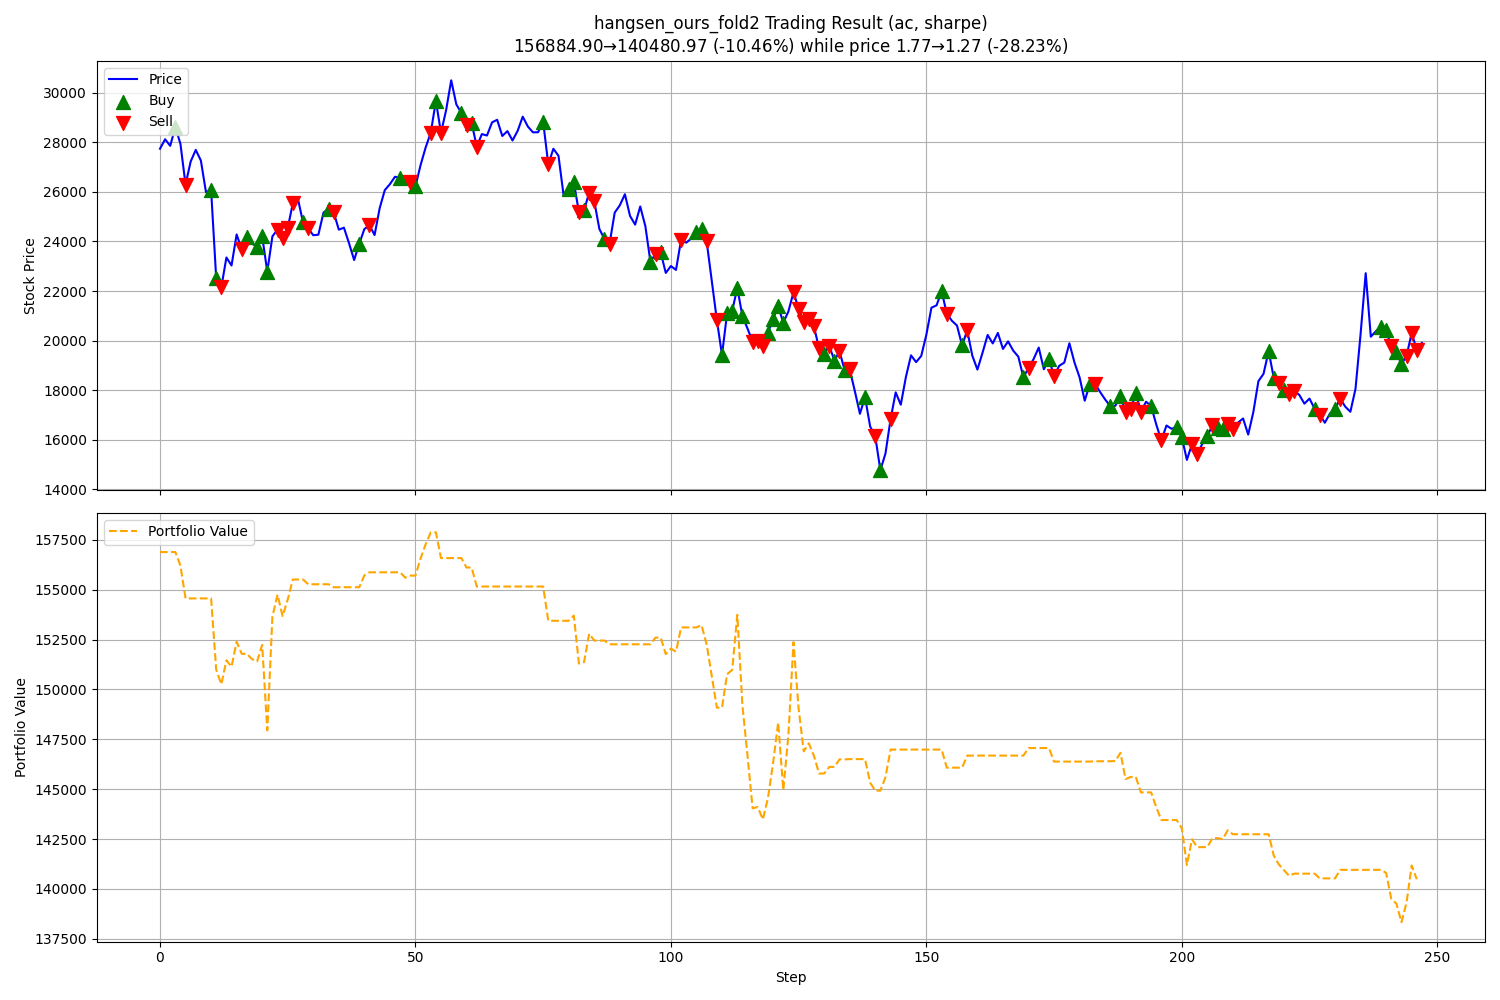 hangsen_ours_fold2 Trading Result (ac, sharpe)
156884.90→140480.97 (-10.46%) while price 1.77→1.27 (-28.23%)
Price
Buy
Sell
30000
28000
26000
24000
22000
20000
18000
16000
14000
Stock Price
Portfolio Value
157500
155000
152500
150000
147500
145000
142500
140000
137500
Portfolio Value
0
50
100
150
200
250
Step